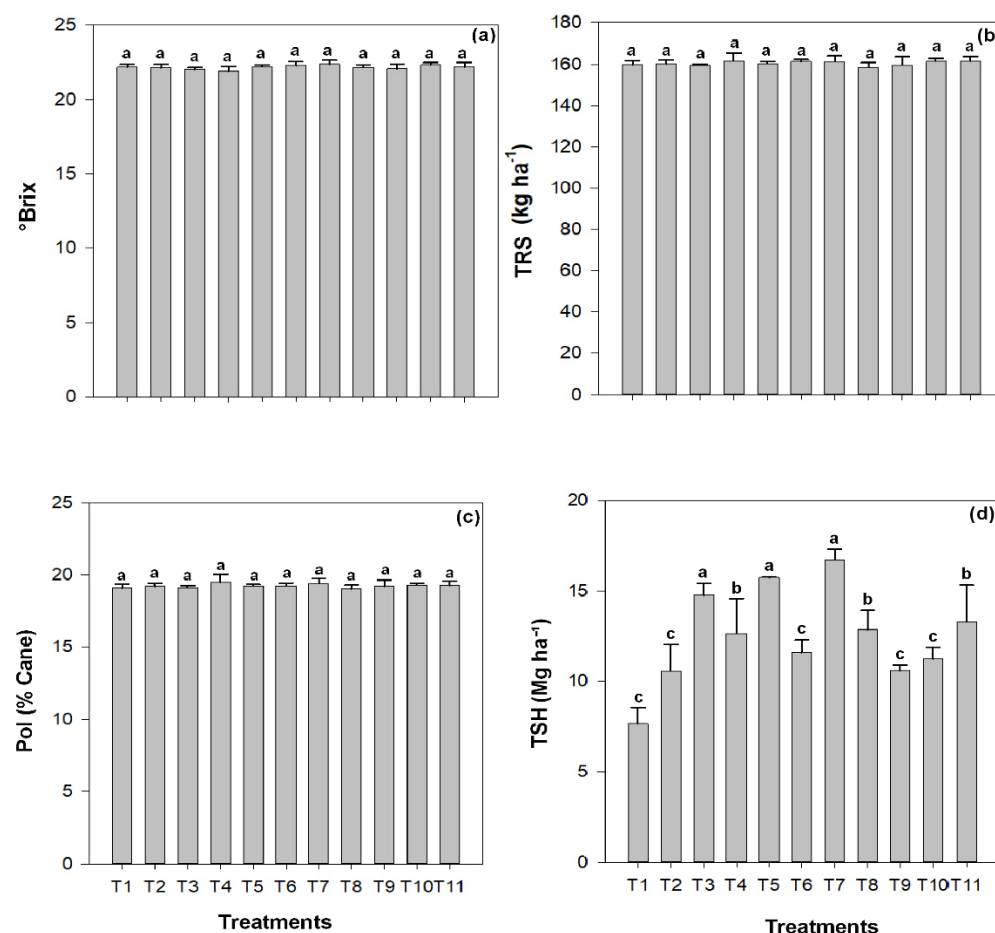 (a)
25
20
15
10
5
0
°Brix
a a a a a a a a a a a
(b)
180
160
140
120
100
80
60
40
20
0
TRS (kg ha⁻¹)
a a a a a a a a a a a
(c)
25
20
15
10
5
0
Pol (% Cane)
a a a a a a a a a a a
T1 T2 T3 T4 T5 T6 T7 T8 T9 T10 T11
Treatments
(d)
20
15
10
5
0
TSH (Mg ha⁻¹)
c c a b a c a b c c b
T1 T2 T3 T4 T5 T6 T7 T8 T9 T10 T11
Treatments